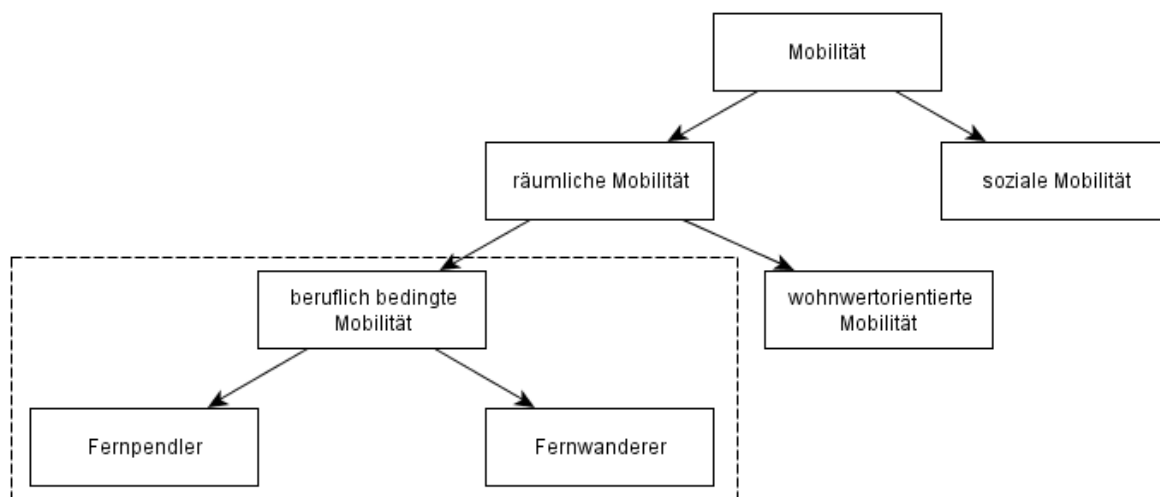 Mobilität
räumliche Mobilität
soziale Mobilität
beruflich bedingte
Mobilität
wohnwertorientierte
Mobilität
Fernpendler
Fernwanderer